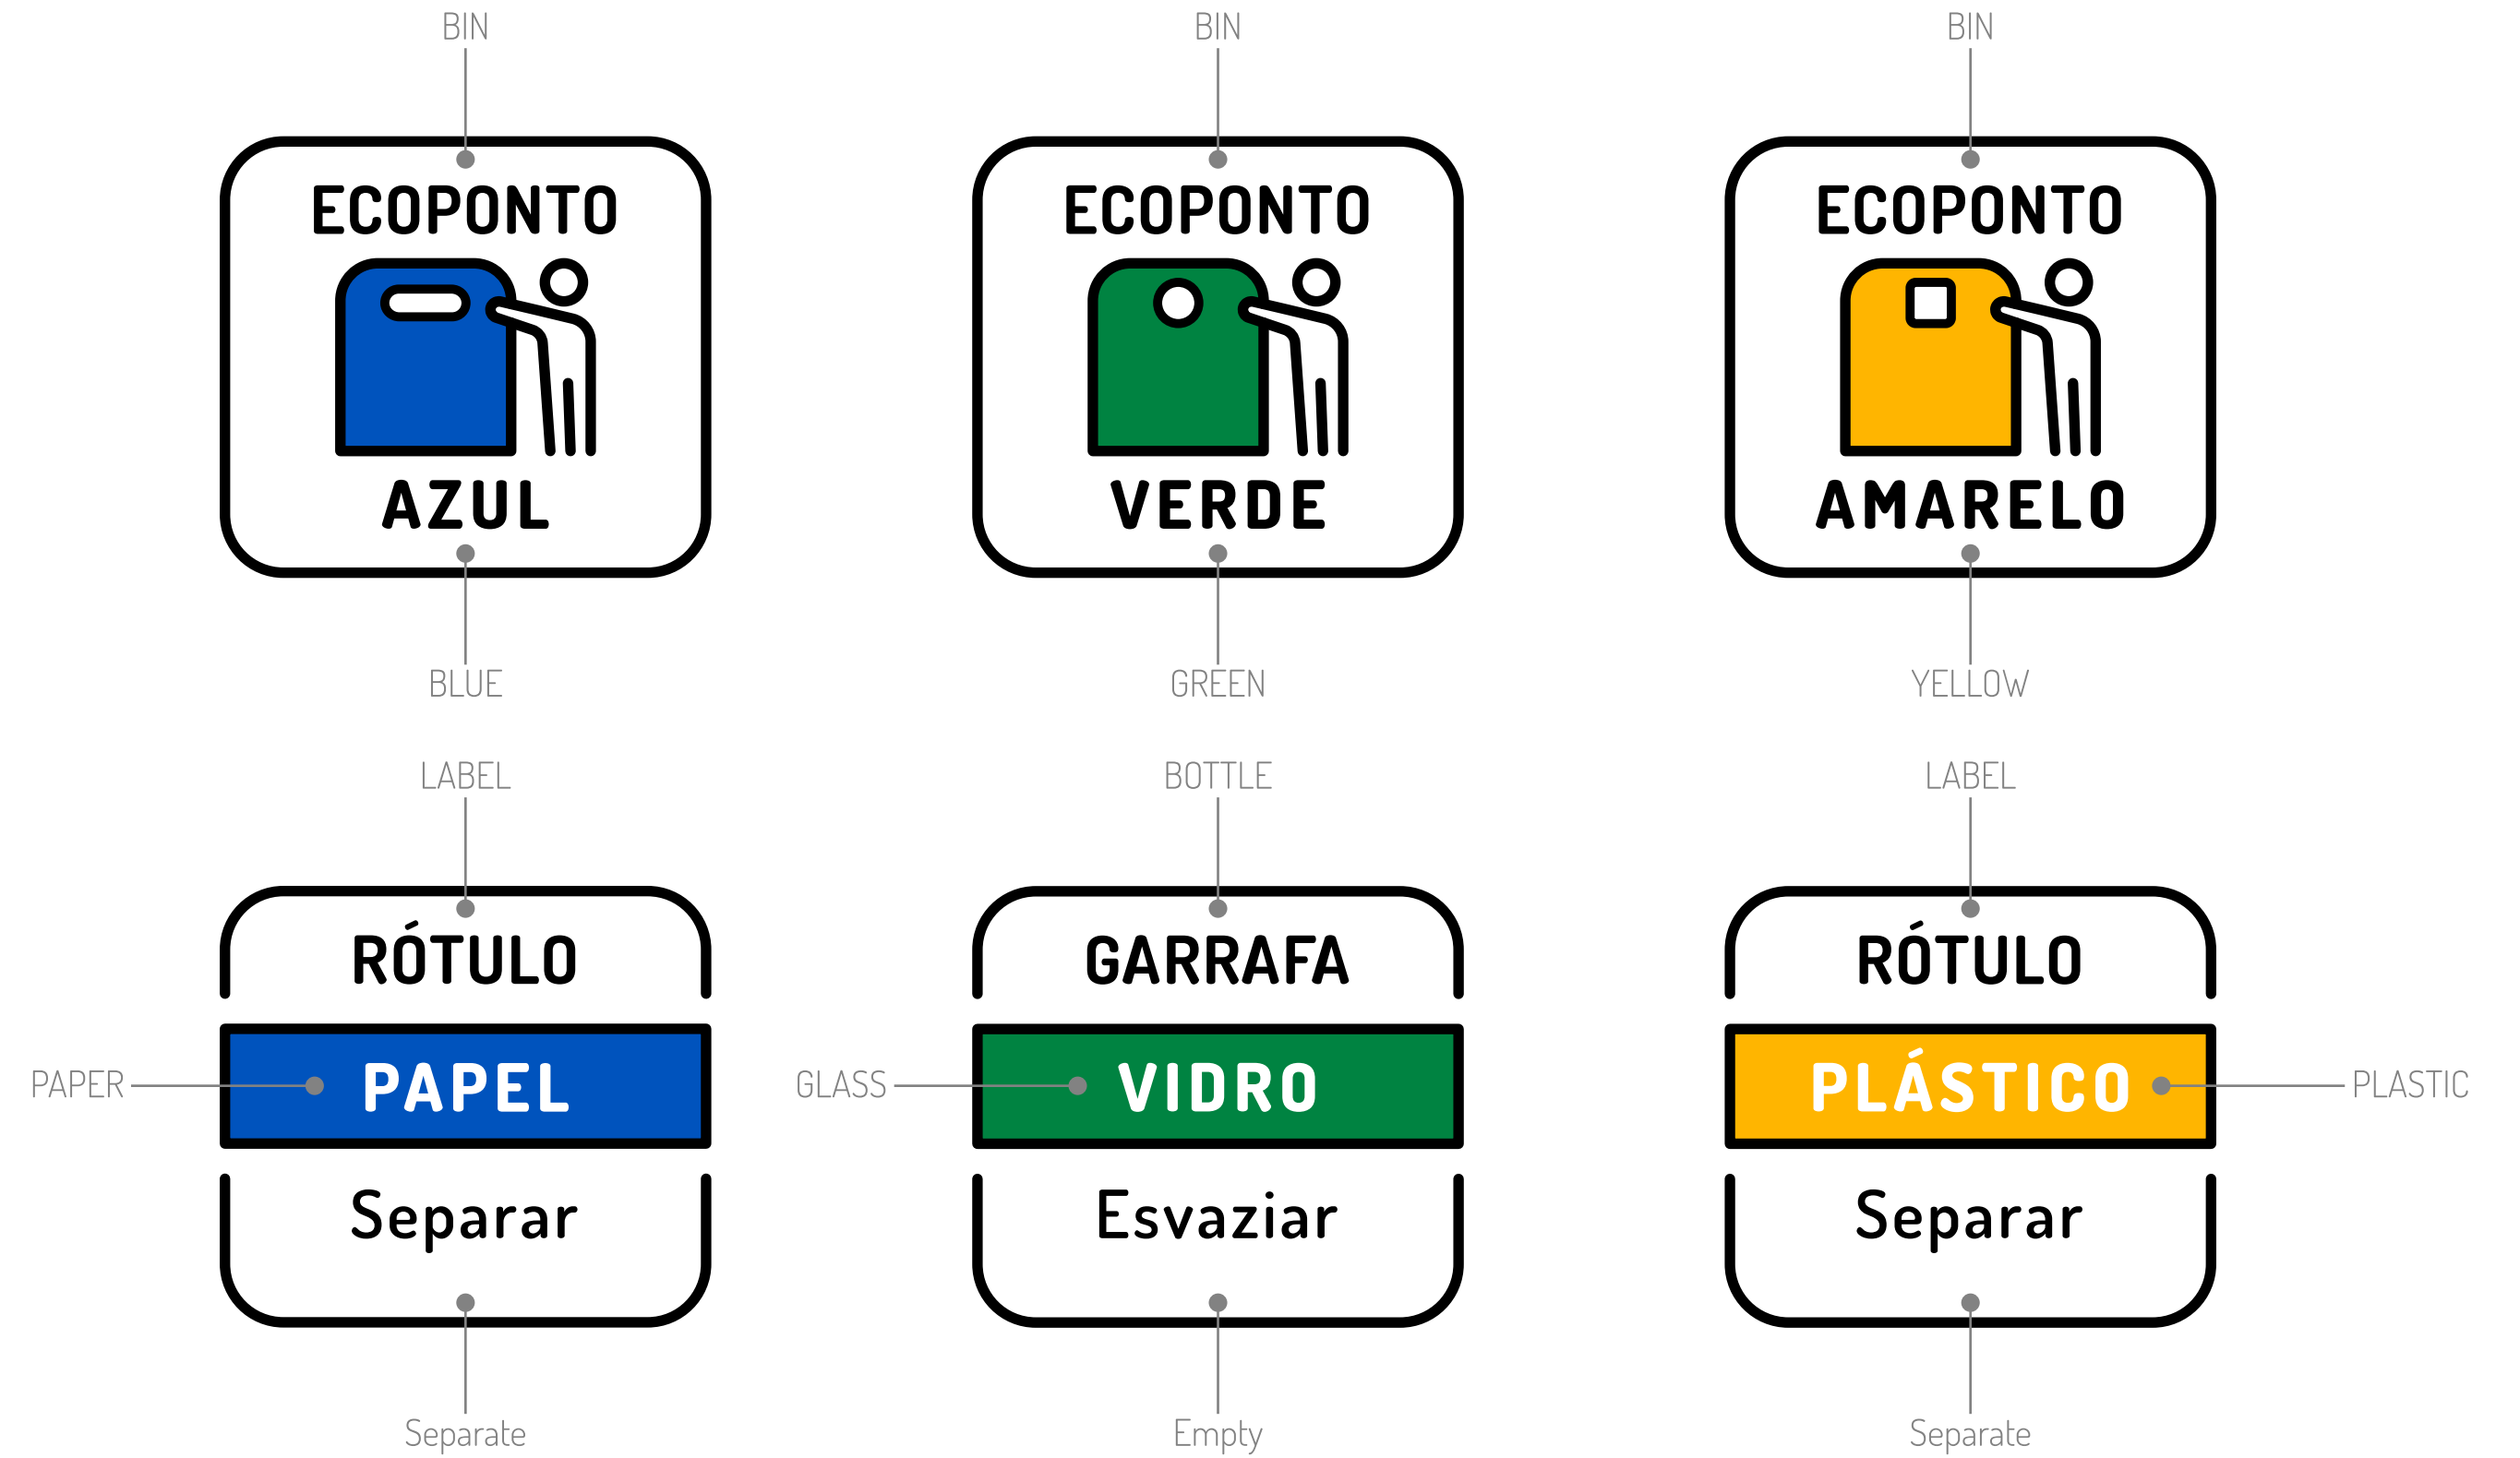 BIN
BIN
BIN
ECOPONTO
ECOPONTO
ECOPONTO
AZUL
VERDE
AMARELO
BLUE
GREEN
YELLOW
LABEL
BOTTLE
LABEL
RÓTULO
GARRAFA
RÓTULO
PAPER
PAPEL
GLASS
VIDRO
PLÁSTICO
PLASTIC
Separar
Esvaziar
Separar
Separate
Empty
Separate